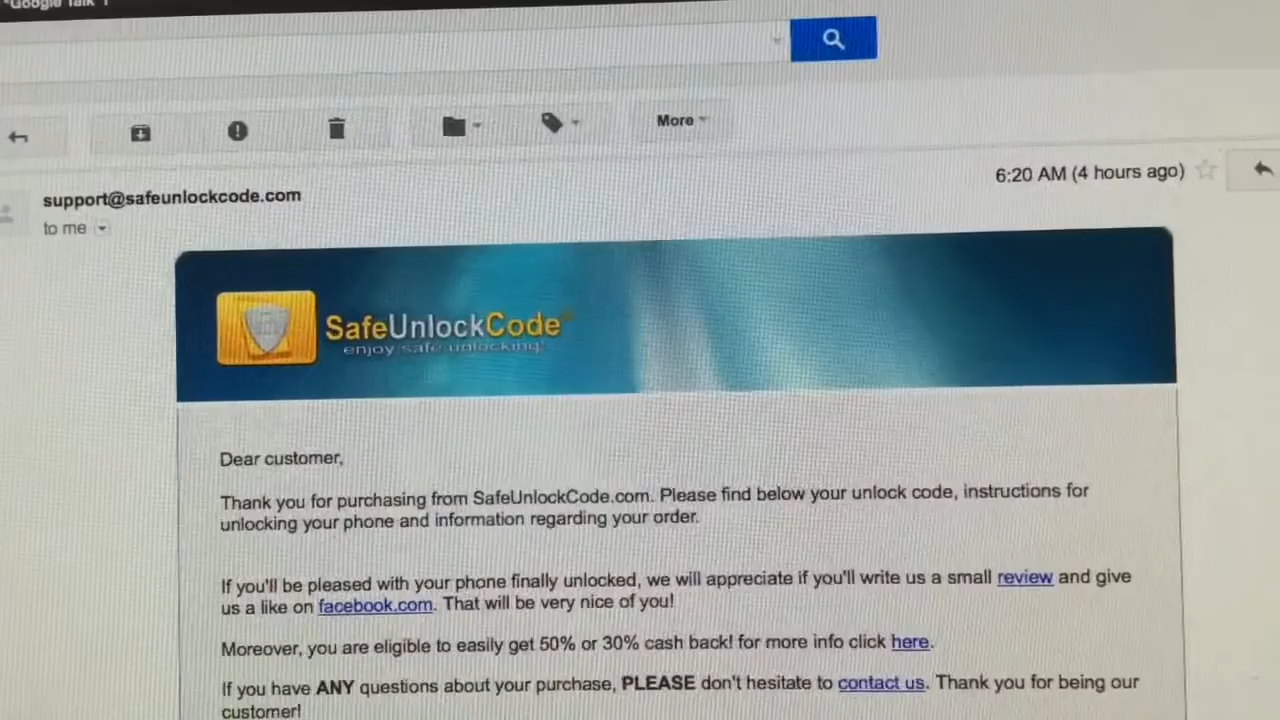 "Google Talk"
More
6:20 AM (4 hours ago)
support@safeunlockcode.com
to me
SafeUnlockCode
enjoy safe unlocking!
Dear customer,
Thank you for purchasing from SafeUnlockCode.com. Please find below your unlock code, instructions for
unlocking your phone and information regarding your order.
If you'll be pleased with your phone finally unlocked, we will appreciate if you'll write us a small review and give
us a like on facebook.com. That will be very nice of you!
Moreover, you are eligible to easily get 50% or 30% cash back! for more info click here.
If you have ANY questions about your purchase, PLEASE don't hesitate to contact us. Thank you for being our
customer!